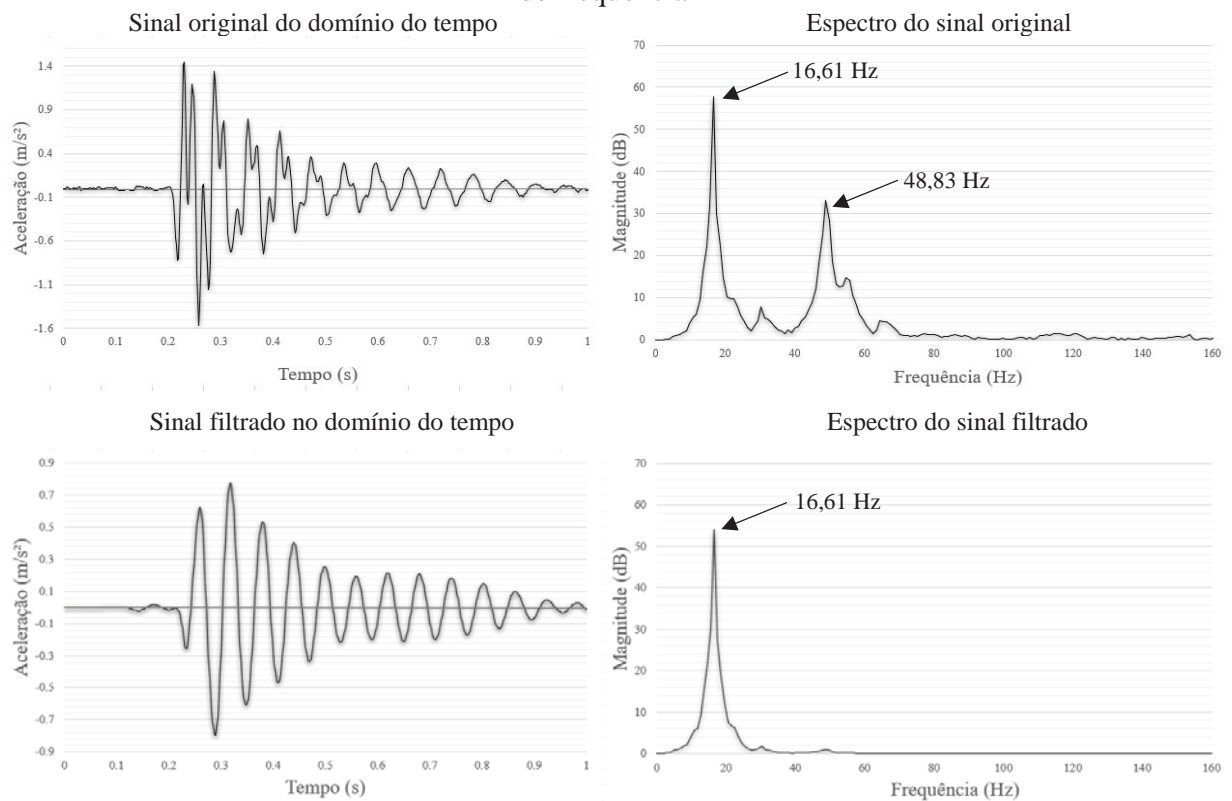 Sinal original do domínio do tempo
Espectro do sinal original
1.4
0.9
0.4
-0.1
-0.6
-1.1
-1.6
Aceleração (m/s²)
0 0.1 0.2 0.3 0.4 0.5 0.6 0.7 0.8 0.9 1
Tempo (s)
70
60
50
40
30
20
10
0
Magnitude (dB)
16,61 Hz
48,83 Hz
0 20 40 60 80 100 120 140 160
Frequência (Hz)
Sinal filtrado no domínio do tempo
Espectro do sinal filtrado
0.9
0.7
0.5
0.3
0.1
-0.1
-0.3
-0.5
-0.7
-0.9
Aceleração (m/s²)
0 0.1 0.2 0.3 0.4 0.5 0.6 0.7 0.8 0.9 1
Tempo (s)
70
60
50
40
30
20
10
0
Magnitude (dB)
16,61 Hz
0 20 40 60 80 100 120 140 160
Frequência (Hz)